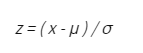 z = ( x - μ ) / σ